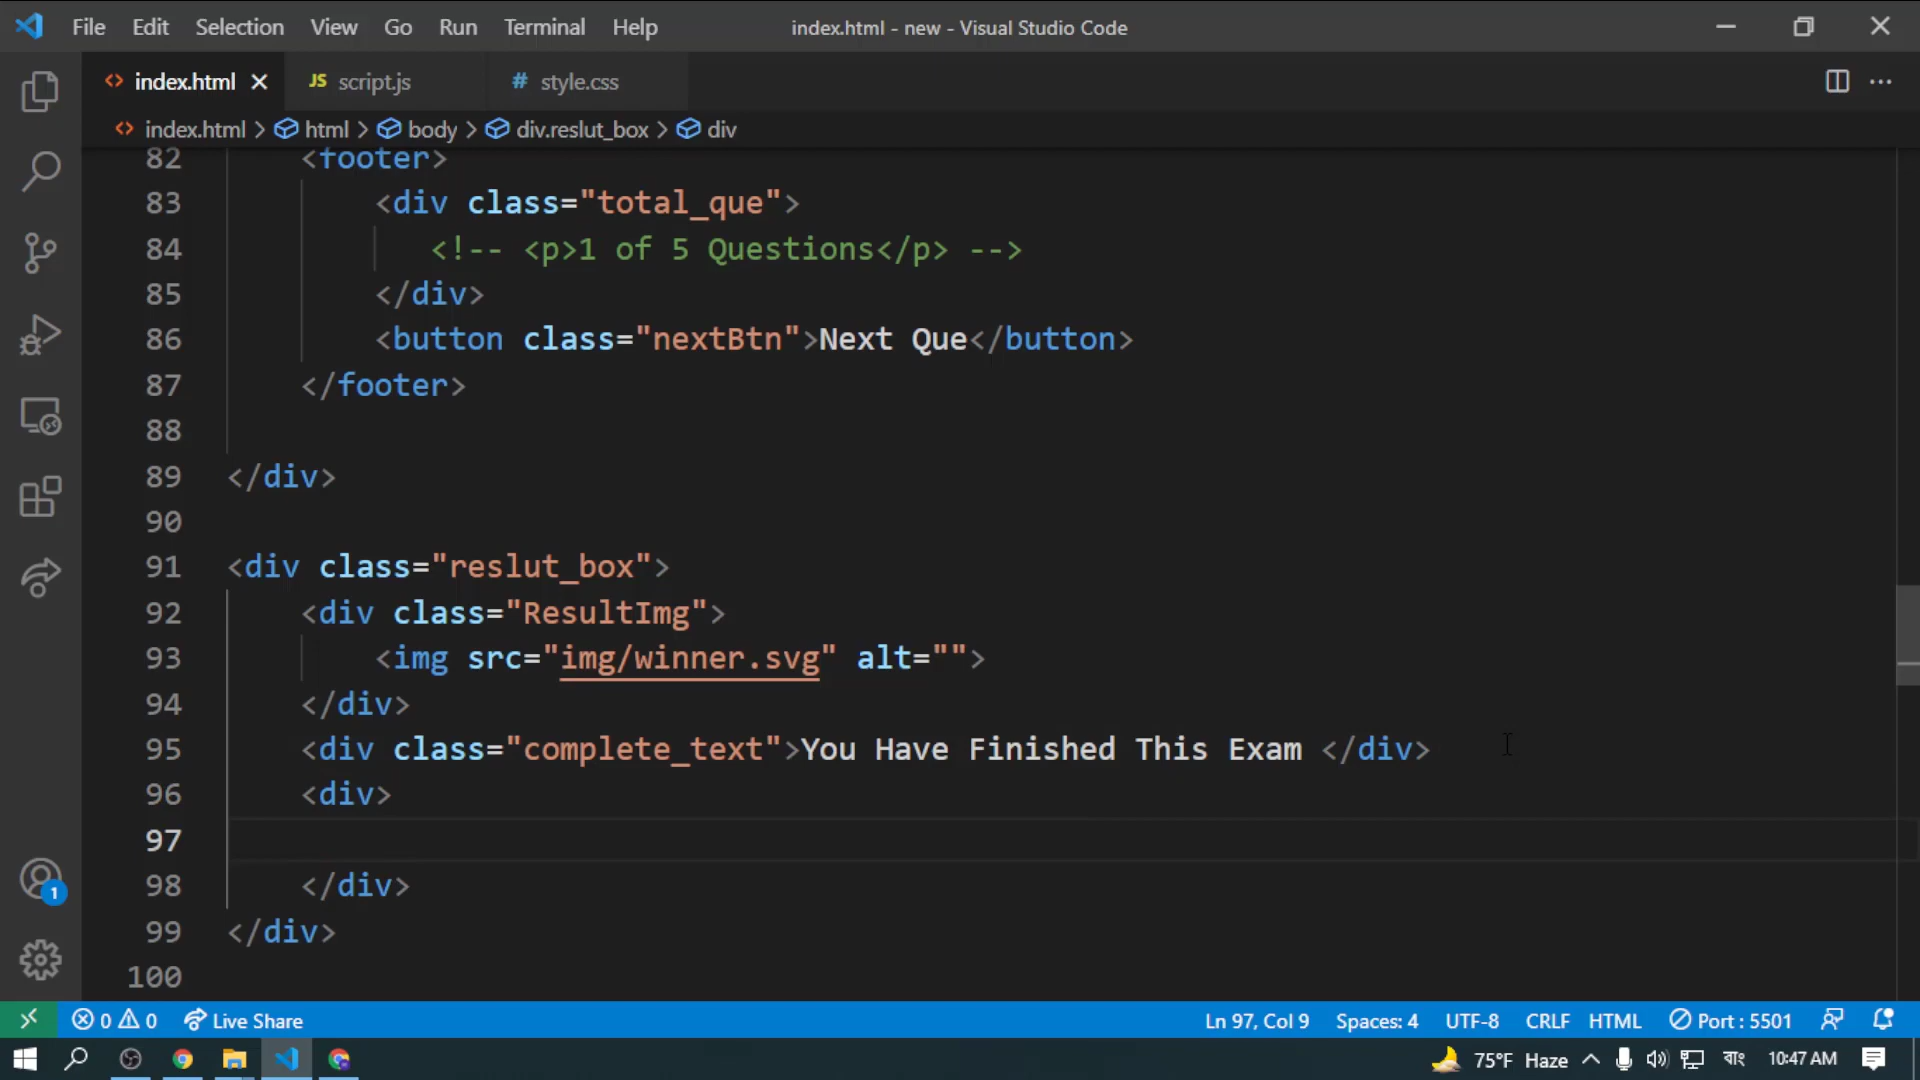 File Edit Selection View Go Run Terminal Help index.html - new - Visual Studio Code
<> index.html JS script.js # style.css
<> index.html > html > body > div.reslut_box > div
82 <footer>
83 <div class="total_que">
84 <!-- <p>1 of 5 Questions</p> -->
85 </div>
86 <button class="nextBtn">Next Que</button>
87 </footer>
88
89 </div>
90
91 <div class="reslut_box">
92 <div class="ResultImg">
93 <img src="img/winner.svg" alt="">
94 </div>
95 <div class="complete_text">You Have Finished This Exam </div>
96 <div>
97
98 </div>
99 </div>
100
1
0 0 Live Share Ln 97, Col 9 Spaces: 4 UTF-8 CRLF HTML Port : 5501
75°F Haze বাং 10:47 AM